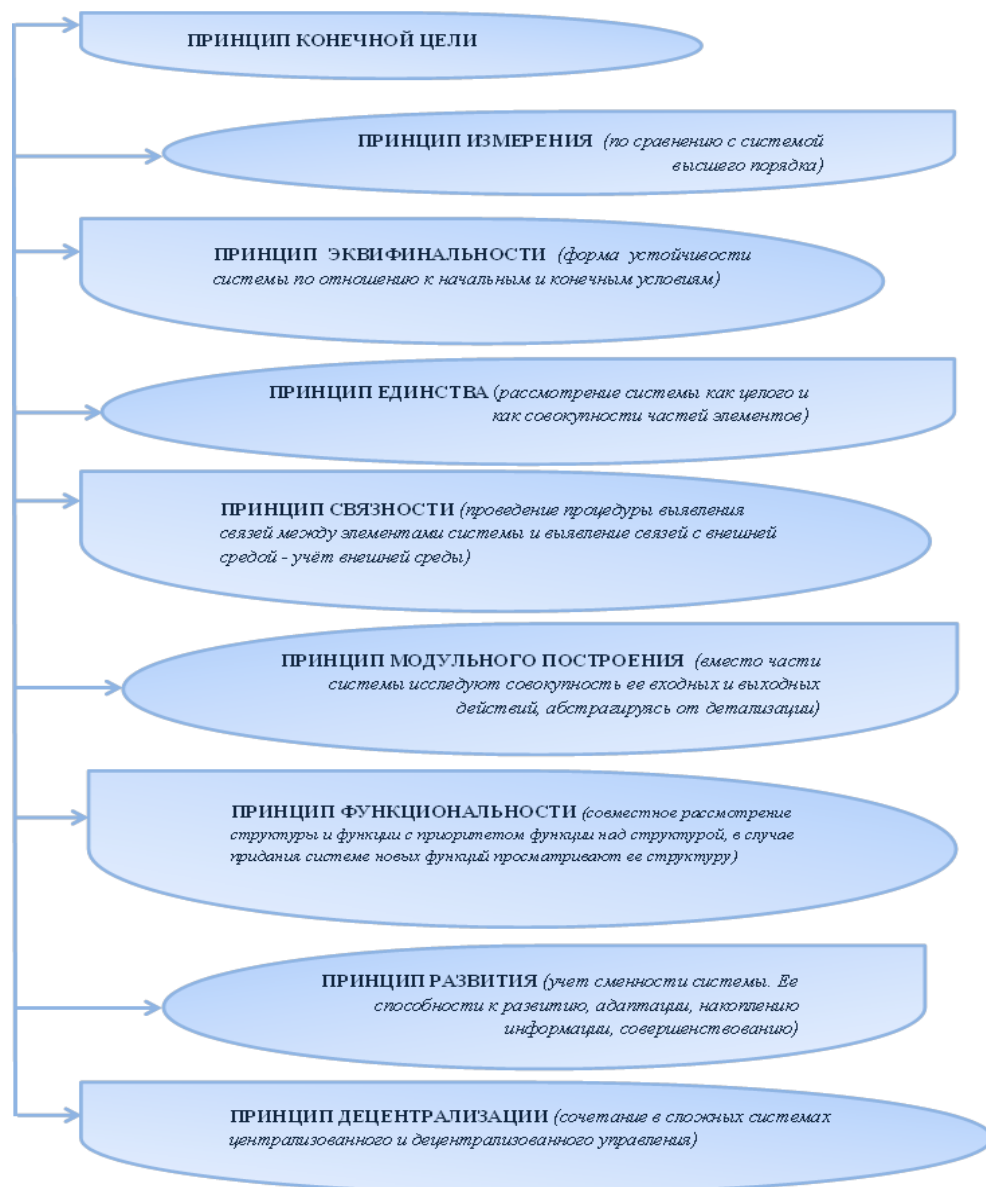 ПРИНЦИП КОНЕЧНОЙ ЦЕЛИ
ПРИНЦИП ИЗМЕРЕНИЯ (по сравнению с системой
высшего порядка)
ПРИНЦИП ЭКВИФИНАЛЬНОСТИ (форма устойчивости
системы по отношению к начальным и конечным условиям)
ПРИНЦИП ЕДИНСТВА (рассмотрение системы как целого и
как совокупности частей элементов)
ПРИНЦИП СВЯЗНОСТИ (проведение процедуры выявления
связей между элементами системы и выявление связей с внешней
средой - учёт внешней среды)
ПРИНЦИП МОДУЛЬНОГО ПОСТРОЕНИЯ (вместо части
системы исследуют совокупность ее входных и выходных
действий, абстрагируясь от детализации)
ПРИНЦИП ФУНКЦИОНАЛЬНОСТИ (совместное рассмотрение
структуры и функции с приоритетом функции над структурой, в случае
придания системе новых функций просматривают ее структуру)
ПРИНЦИП РАЗВИТИЯ (учет сменности системы. Ее
способности к развитию, адаптации, накоплению
информации, совершенствованию)
ПРИНЦИП ДЕЦЕНТРАЛИЗАЦИИ (сочетание в сложных системах
централизованного и децентрализованного управления)